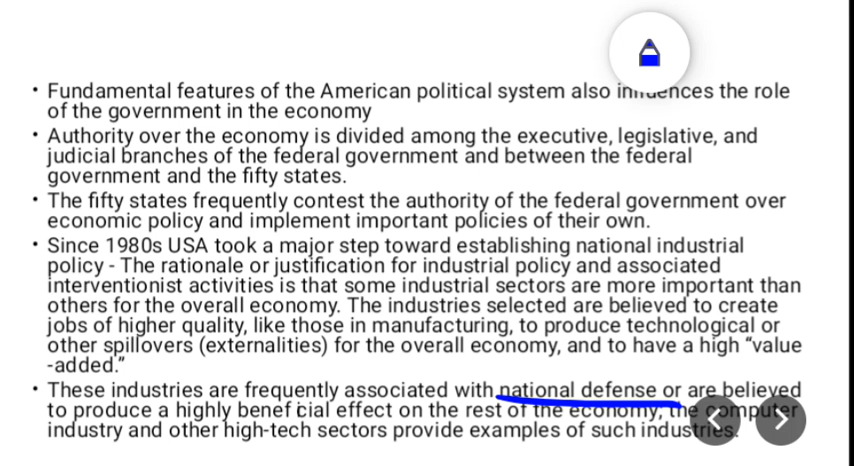 • Fundamental features of the American political system also influences the role
of the government in the economy
• Authority over the economy is divided among the executive, legislative, and
judicial branches of the federal government and between the federal
government and the fifty states.
• The fifty states frequently contest the authority of the federal government over
economic policy and implement important policies of their own.
• Since 1980s USA took a major step toward establishing national industrial
policy - The rationale or justification for industrial policy and associated
interventionist activities is that some industrial sectors are more important than
others for the overall economy. The industries selected are believed to create
jobs of higher quality, like those in manufacturing, to produce technological or
other spillovers (externalities) for the overall economy, and to have a high “value
-added.”
• These industries are frequently associated with national defense or are believed
to produce a highly benef icial effect on the rest of the economy; the computer
industry and other high-tech sectors provide examples of such industries.